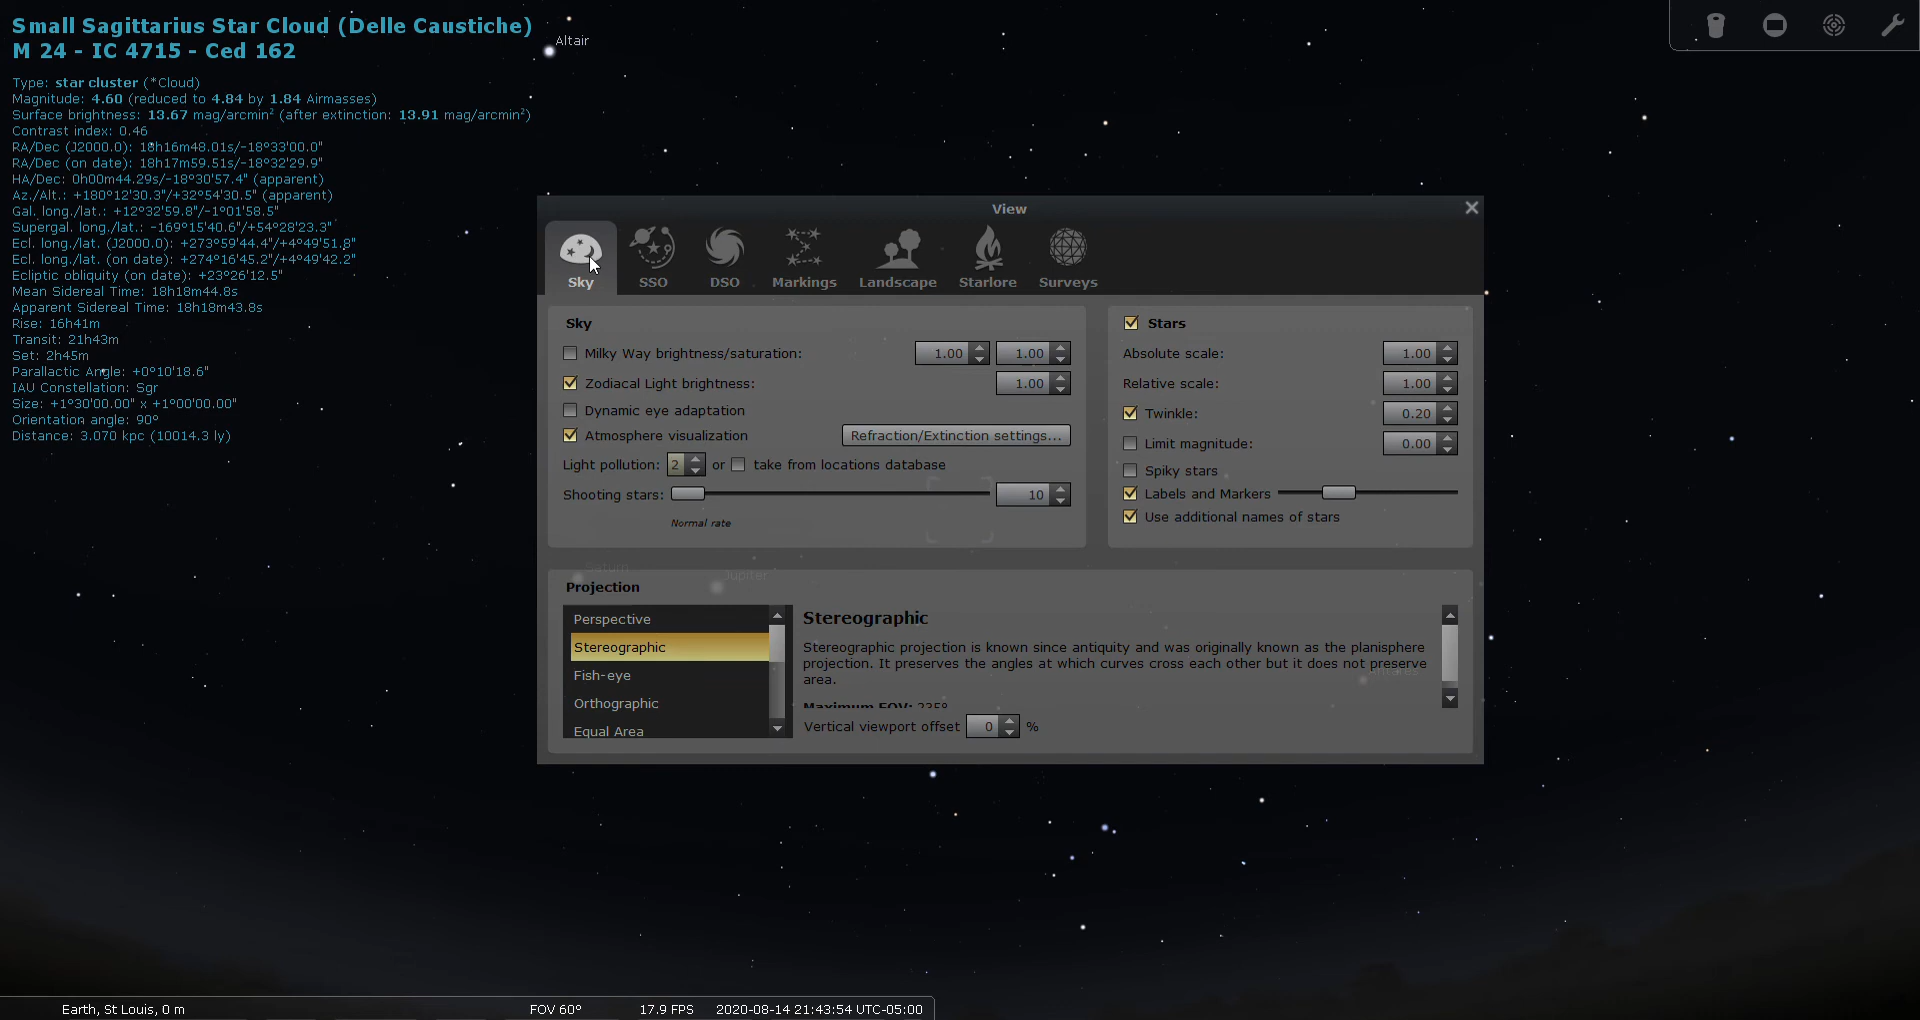 Small Sagittarius Star Cloud (Delle Caustiche)
M 24 - IC 4715 - Ced 162
Type: star cluster (*Cloud)
Magnitude: 4.60 (reduced to 4.84 by 1.84 Airmasses)
Surface brightness: 13.67 mag/arcmin² (after extinction: 13.91 mag/arcmin²)
Contrast index: 0.46
RA/Dec (J2000.0): 18h16m48.01s/-18°33'00.0"
RA/Dec (on date): 18h17m59.51s/-18°32'29.9"
HA/Dec: 0h00m44.29s/-18°30'57.4" (apparent)
Az./Alt.: +180°12'30.3"/+32°54'30.5" (apparent)
Gal. long./lat.: +12°32'59.8"/-1°01'58.5"
Supergal. long./lat.: -169°15'40.6"/+54°28'23.3"
Ecl. long./lat. (J2000.0): +273°59'44.4"/+4°49'51.8"
Ecl. long./lat. (on date): +274°16'45.2"/+4°49'42.2"
Ecliptic obliquity (on date): +23°26'12.5"
Mean Sidereal Time: 18h18m44.8s
Apparent Sidereal Time: 18h18m43.8s
Rise: 16h41m
Transit: 21h43m
Set: 2h45m
Parallactic Angle: +0°10'18.6"
IAU Constellation: Sgr
Size: +1°30'00.00" x +1°00'00.00"
Orientation angle: 90°
Distance: 3.070 kpc (10014.3 ly)
Altair
View
Sky SSO DSO Markings Landscape Starlore Surveys
Sky
Milky Way brightness/saturation: 1.00 1.00
Zodiacal Light brightness: 1.00
Dynamic eye adaptation
Atmosphere visualization Refraction/Extinction settings...
Light pollution: 2 or take from locations database
Shooting stars: 10
Normal rate
Stars
Absolute scale: 1.00
Relative scale: 1.00
Twinkle: 0.20
Limit magnitude: 0.00
Spiky stars
Labels and Markers
Use additional names of stars
Saturn
Jupiter
Projection
Perspective
Stereographic
Fish-eye
Orthographic
Equal Area
Stereographic
Stereographic projection is known since antiquity and was originally known as the planisphere
projection. It preserves the angles at which curves cross each other but it does not preserve
area.
Maximum FOV: 235°
Antares
Vertical viewport offset 0 %
Earth, St Louis, 0 m FOV 60° 17.9 FPS 2020-08-14 21:43:54 UTC-05:00